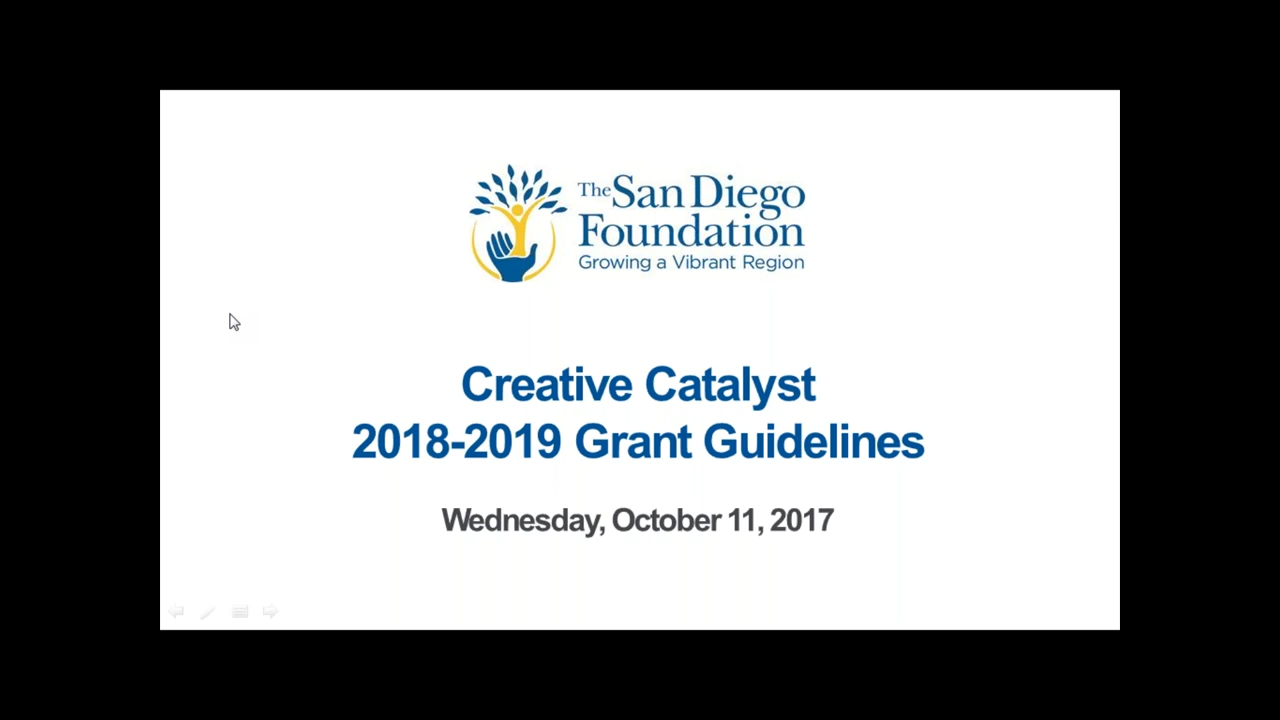 The San Diego
Foundation
Growing a Vibrant Region
Creative Catalyst
2018-2019 Grant Guidelines
Wednesday, October 11, 2017